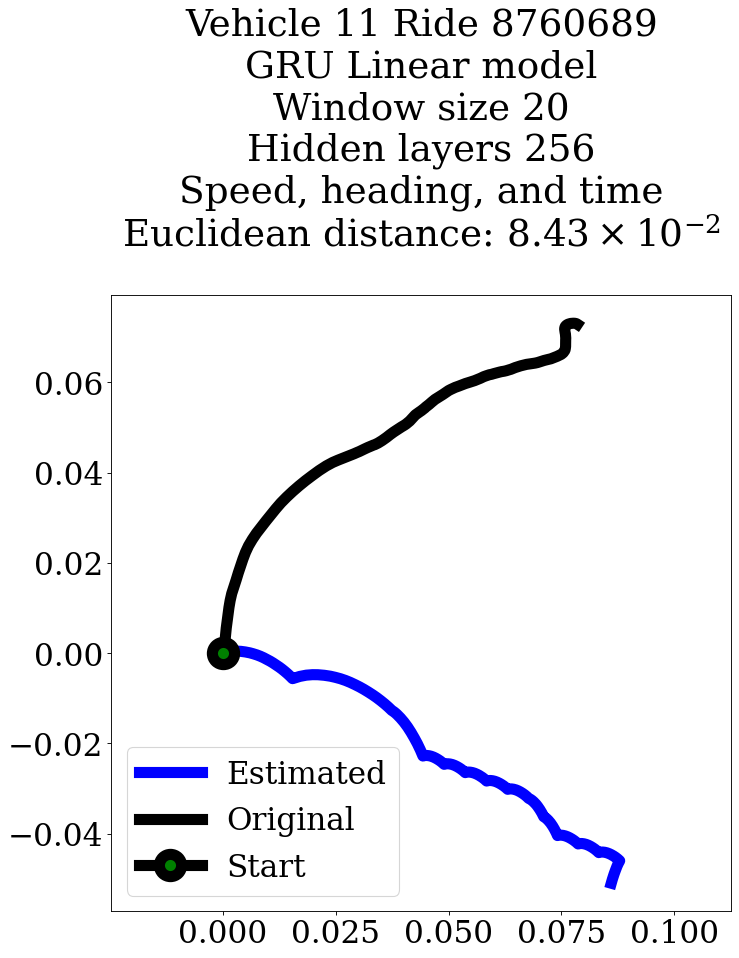 Vehicle 11 Ride 8760689
GRU Linear model
Window size 20
Hidden layers 256
Speed, heading, and time
Euclidean distance: 8.43 × 10⁻²
0.06
0.04
0.02
0.00
−0.02
−0.04
Estimated
Original
Start
0.000 0.025 0.050 0.075 0.100